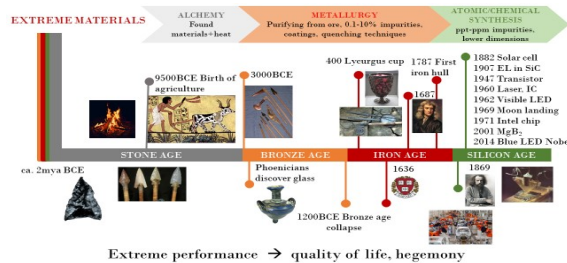 EXTREME MATERIALS
ALCHEMY
Found
materials+heat
METALLURGY
Purifying from ore, 0.1-10% impurities,
coatings, quenching techniques
ATOMIC/CHEMICAL
SYNTHESIS
ppt-ppm impurities,
lower dimensions
9500BCE Birth of
agriculture
3000BCE
400 Lycurgus cup
1787 First
iron hull
1687
1882 Solar cell
1907 EL in SiC
1947 Transistor
1960 Laser, IC
1962 Visible LED
1969 Moon landing
1971 Intel chip
2001 MgB₂
2014 Blue LED Nobe
STONE AGE
BRONZE AGE
IRON AGE
SILICON AGE
ca. 2mya BCE
Phoenicians
discover glass
1200BCE Bronze age
collapse
1636
1869
Extreme performance → quality of life, hegemony